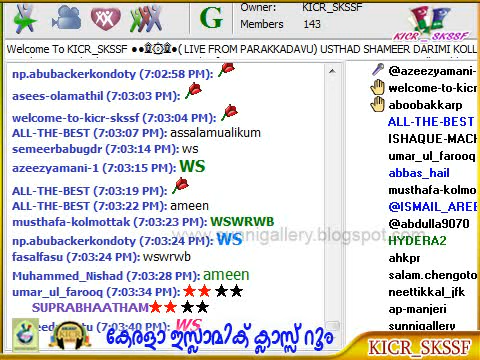 Owner: KICR_SKSSF
Members 143
KICR_SKSSF
Welcome To KICR_SKSSF ●●۩۞۩●( LIVE FROM PARAKKADAVU) USTHAD SHAMEER DARIMI KOLL
np.abubackerkondoty (7:02:58 PM):
asees-olamathil (7:03:03 PM):
welcome-to-kicr-skssf (7:03:04 PM):
ALL-THE-BEST (7:03:07 PM): assalamualikum
semeerbabugdr (7:03:14 PM): ws
azeezyamani-1 (7:03:15 PM): WS
ALL-THE-BEST (7:03:19 PM):
ALL-THE-BEST (7:03:22 PM): ameen
musthafa-kolmottak (7:03:23 PM): WSWRWB
np.abubackerkondoty (7:03:24 PM): WS
fasalfasu (7:03:24 PM): wswrwb
Muhammed_Nishad (7:03:28 PM): ameen
umar_ul_farooq (7:03:34 PM): ★★★★
SUPRABHAATHAM★★★★
(7:03:40 PM): WS
@azeezyamani-
welcome-to-kicr
aboobakkarp
ALL-THE-BEST
ISHAQUE-MACH
umar_ul_farooq
abbas_hail
musthafa-kolmo
@ISMAIL_AREE
@abdulla9070
HYDERA2
ahkpr
salam.chengoto
neettikkal_jfk
ap-manjeri
sunnigallery
sunnigallery.blogspot.com
കേരളാ ഇസ്ലാമിക് ക്ലാസ്സ് റൂം
KICR_SKSSF